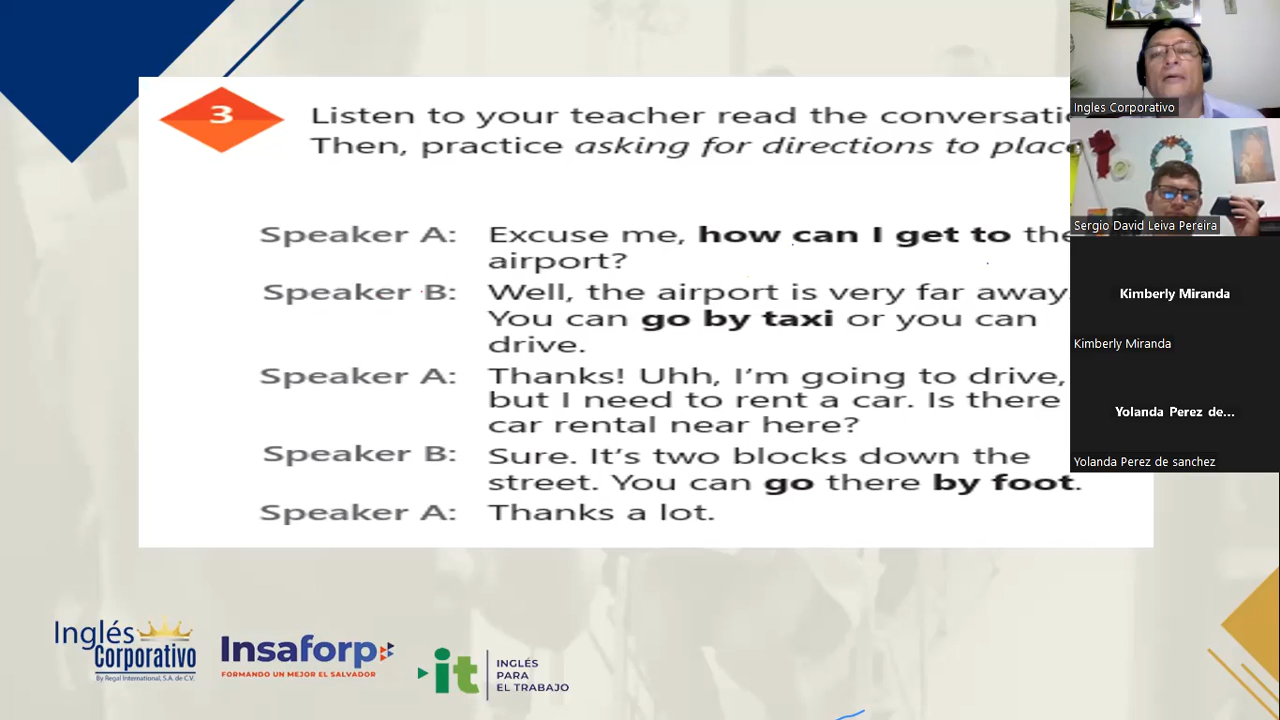 3
Listen to your teacher read the conversati
Then, practice asking for directions to plac
Speaker A: Excuse me, how can I get to the
airport?
Speaker B: Well, the airport is very far away.
You can go by taxi or you can
drive.
Speaker A: Thanks! Uhh, I'm going to drive,
but I need to rent a car. Is there
car rental near here?
Speaker B: Sure. It's two blocks down the
street. You can go there by foot.
Speaker A: Thanks a lot.
Ingles Corporativo
Sergio David Leiva Pereira
Kimberly Miranda
Kimberly Miranda
Yolanda Perez de...
Yolanda Perez de sanchez
Inglés
Corporativo
By Regal International, S.A. de C.V.
Insaforp
FORMANDO UN MEJOR EL SALVADOR
it
INGLÉS
PARA
EL TRABAJO